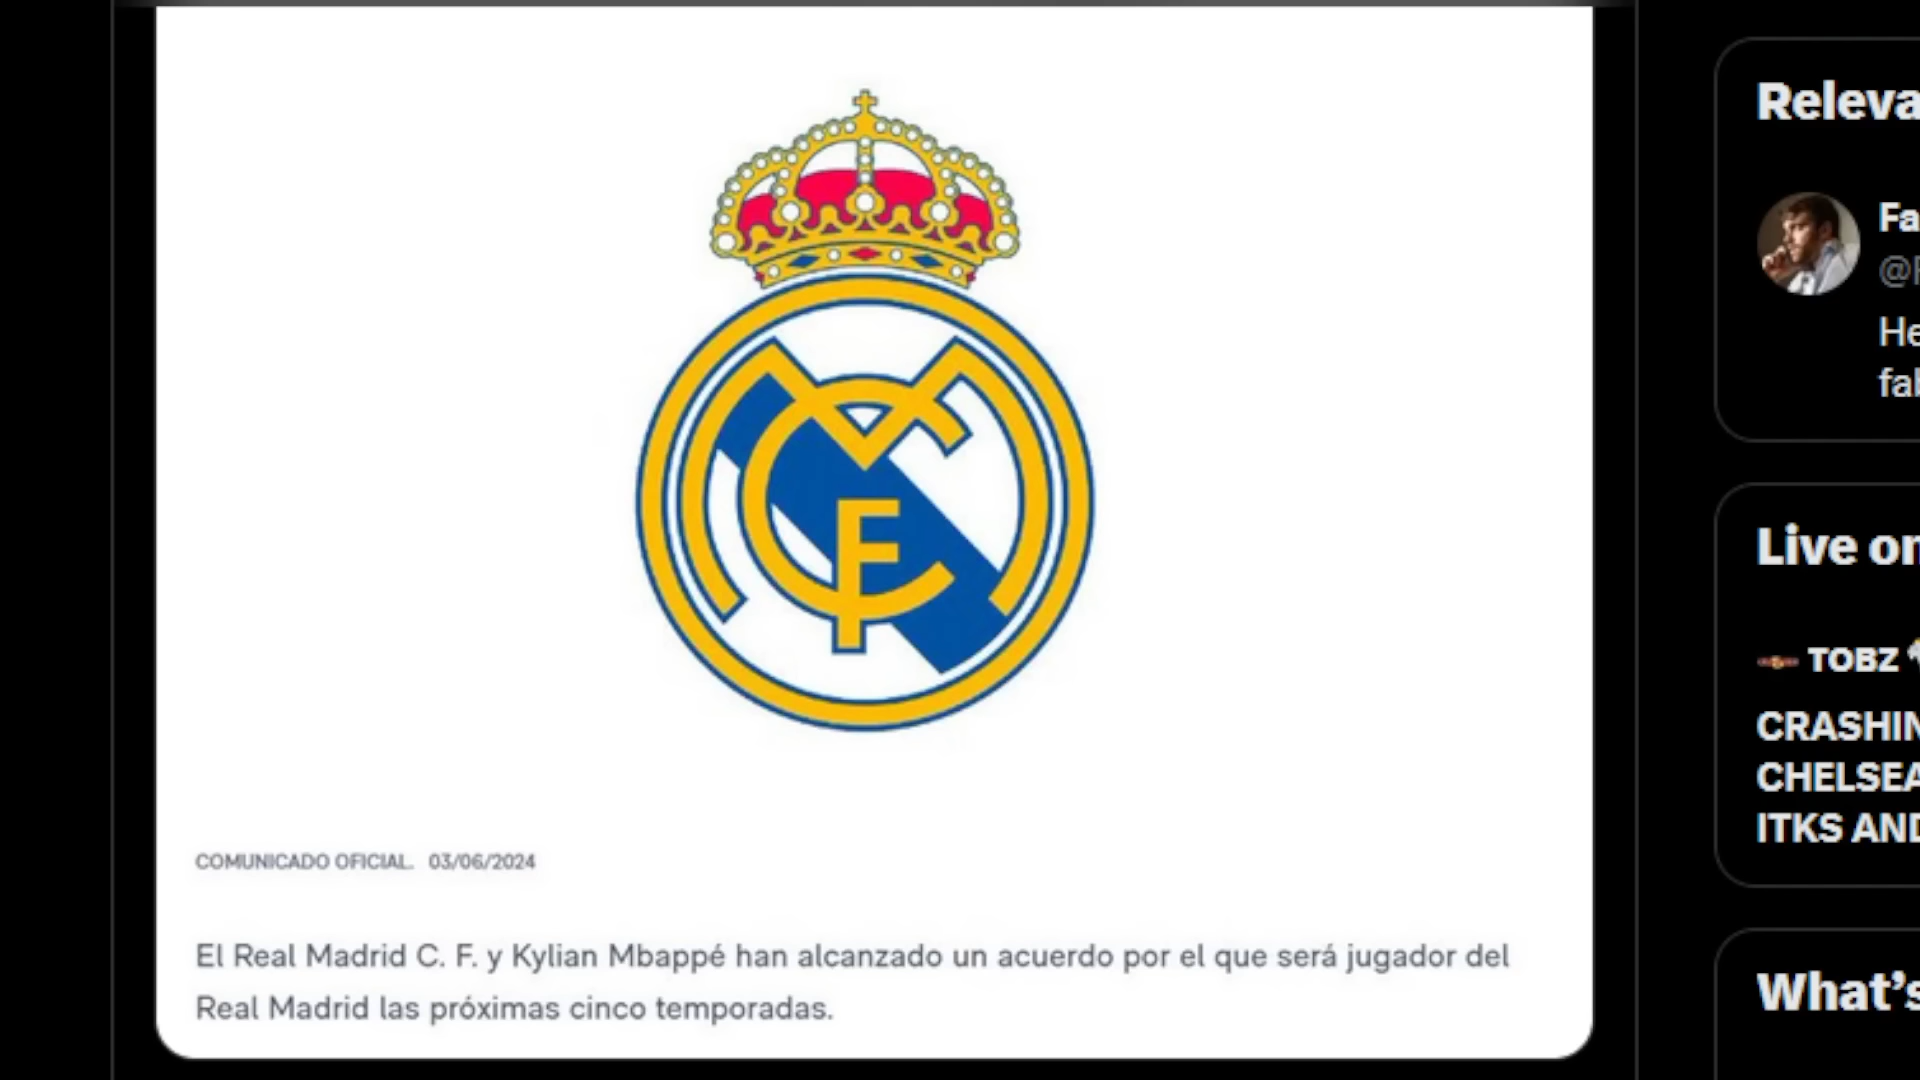 COMUNICADO OFICIAL. 03/06/2024
El Real Madrid C. F. y Kylian Mbappé han alcanzado un acuerdo por el que será jugador del
Real Madrid las próximas cinco temporadas.
Releva
Fa
@F
He
fab
Live on
TOBZ
CRASHIN
CHELSEA
ITKS AND
What's